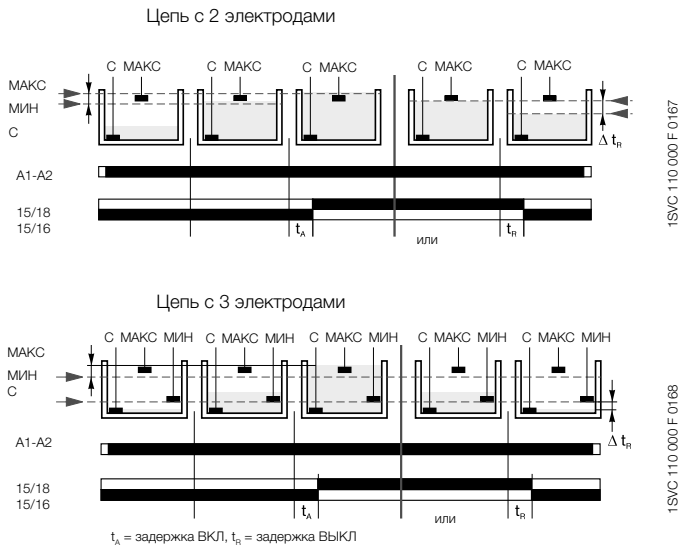 Цепь с 2 электродами
C МАКС C МАКС C МАКС C МАКС C МАКС
МАКС
МИН
C
Δ tR
A1-A2
15/18
15/16
tA
или
tR
1SVC 110 000 F 0167
Цепь с 3 электродами
C МАКС МИН C МАКС МИН C МАКС МИН C МАКС МИН C МАКС МИН
МАКС
МИН
C
Δ tR
A1-A2
15/18
15/16
tA
или
tR
1SVC 110 000 F 0168
tA = задержка ВКЛ, tR = задержка ВЫКЛ